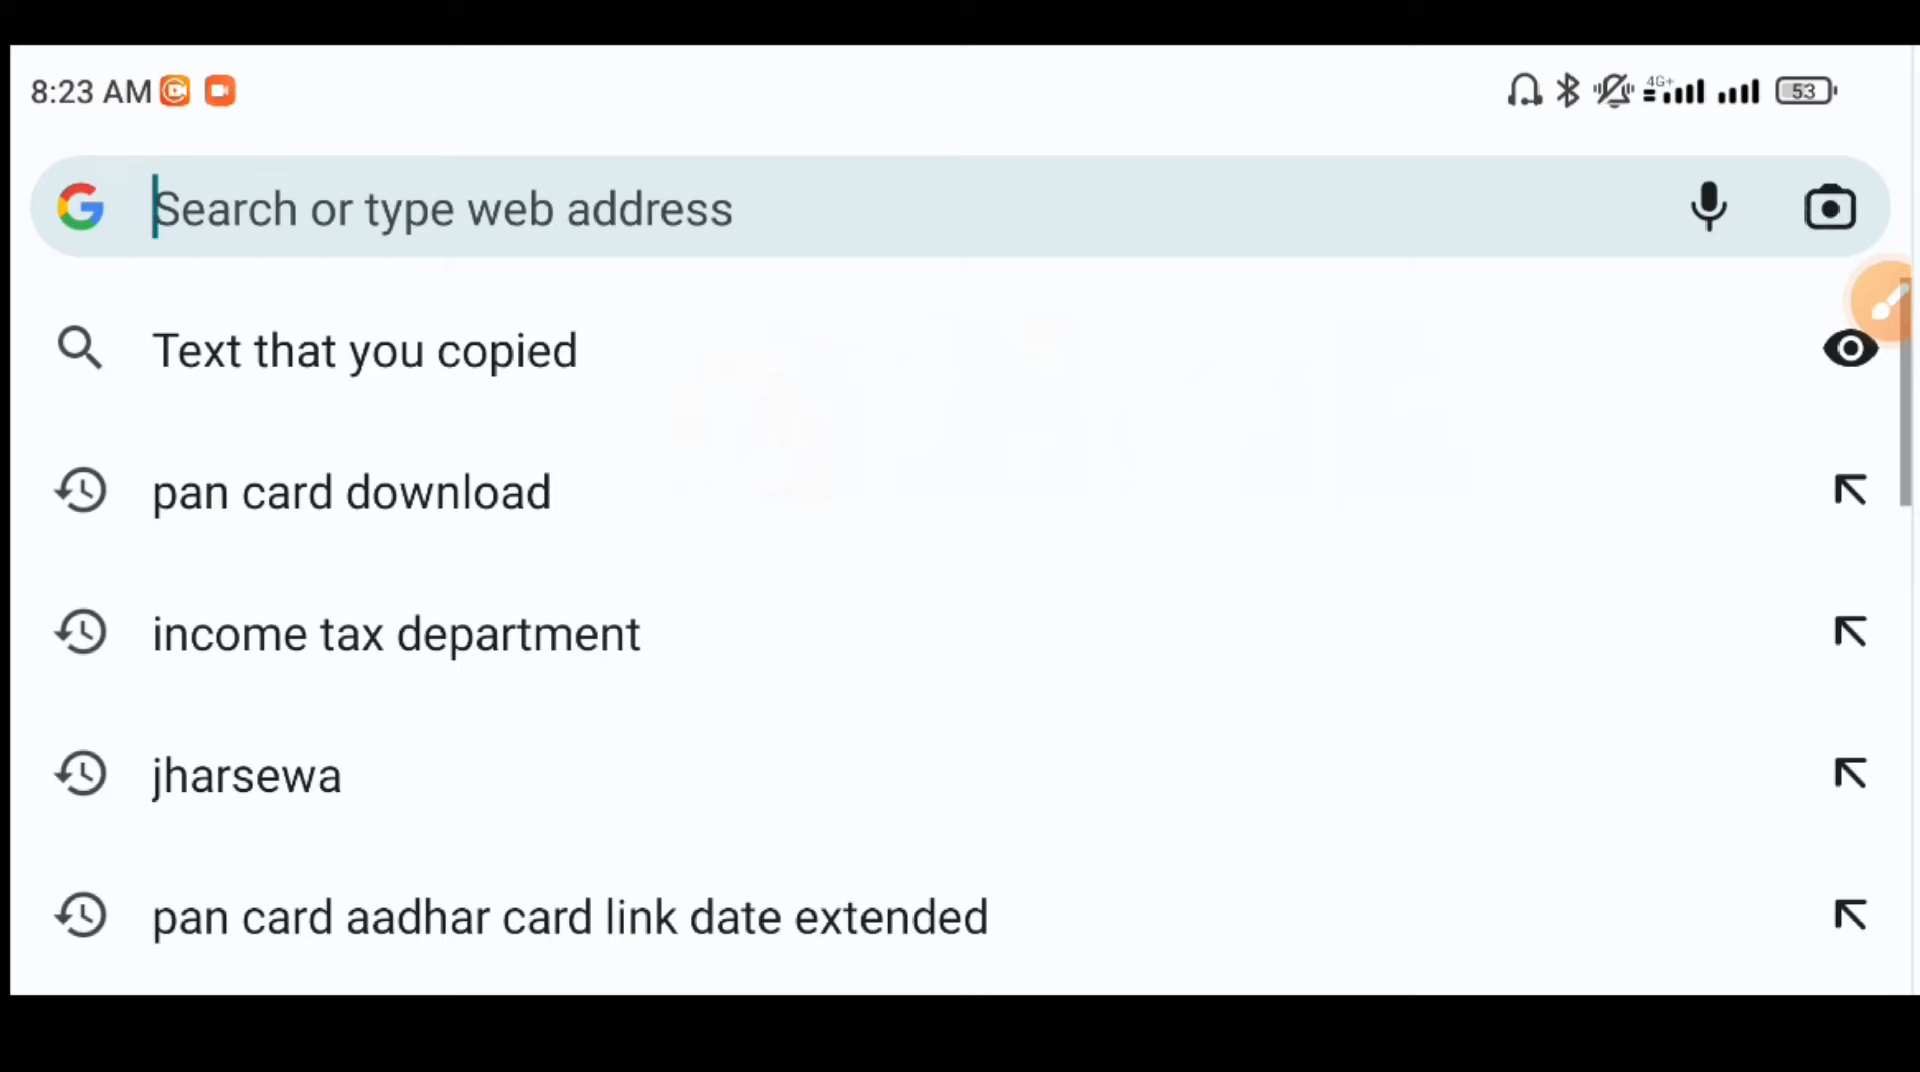 8:23 AM
4G+
53
Search or type web address
Text that you copied
pan card download
income tax department
jharsewa
pan card aadhar card link date extended